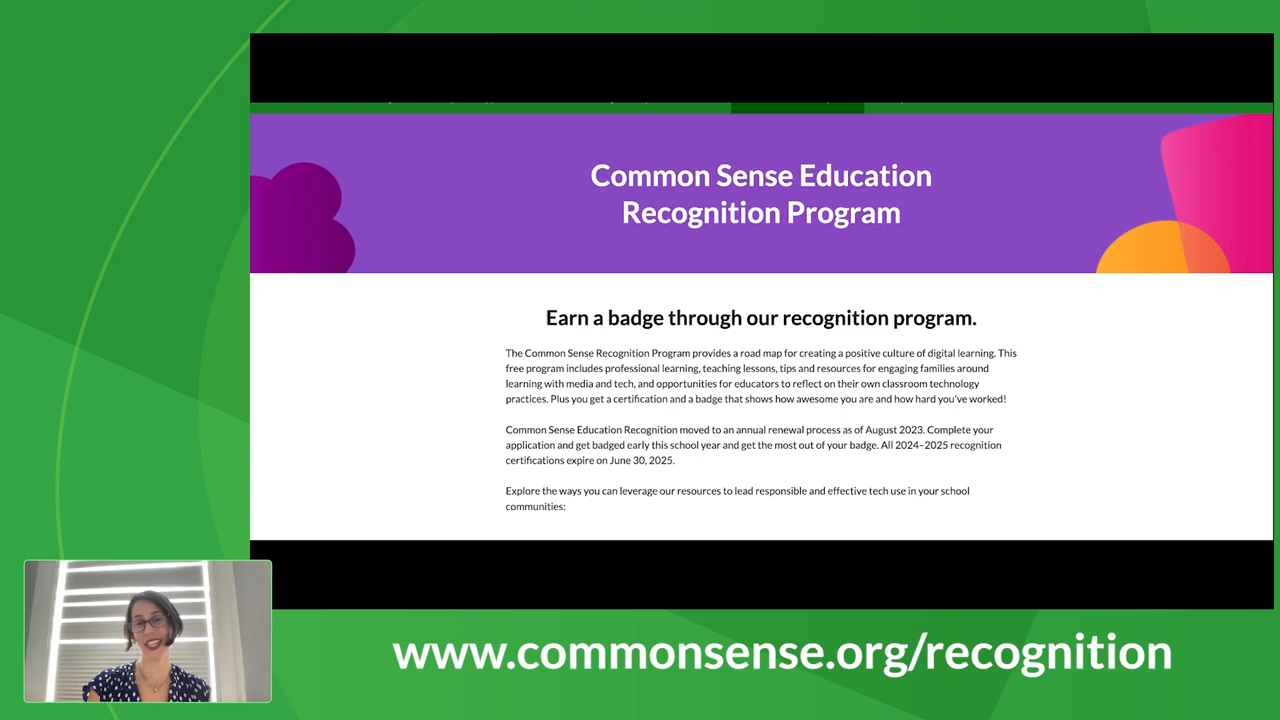 Common Sense Education
Recognition Program
Earn a badge through our recognition program.
The Common Sense Recognition Program provides a road map for creating a positive culture of digital learning. This
free program includes professional learning, teaching lessons, tips and resources for engaging families around
learning with media and tech, and opportunities for educators to reflect on their own classroom technology
practices. Plus you get a certification and a badge that shows how awesome you are and how hard you've worked!
Common Sense Education Recognition moved to an annual renewal process as of August 2023. Complete your
application and get badged early this school year and get the most out of your badge. All 2024–2025 recognition
certifications expire on June 30, 2025.
Explore the ways you can leverage our resources to lead responsible and effective tech use in your school
communities:
www.commonsense.org/recognition